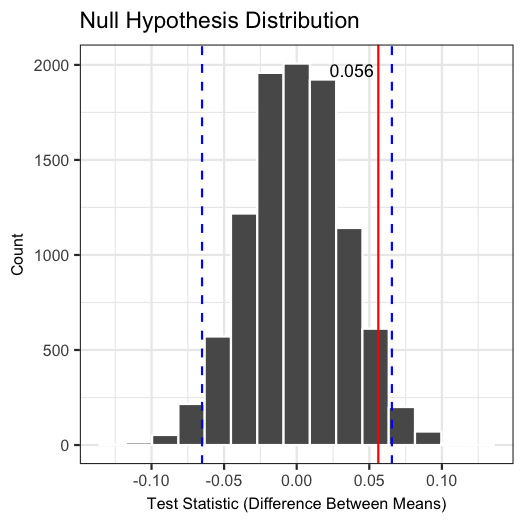 Null Hypothesis Distribution
2000
0.056
1500
Count
1000
500
0
-0.10 -0.05 0.00 0.05 0.10
Test Statistic (Difference Between Means)